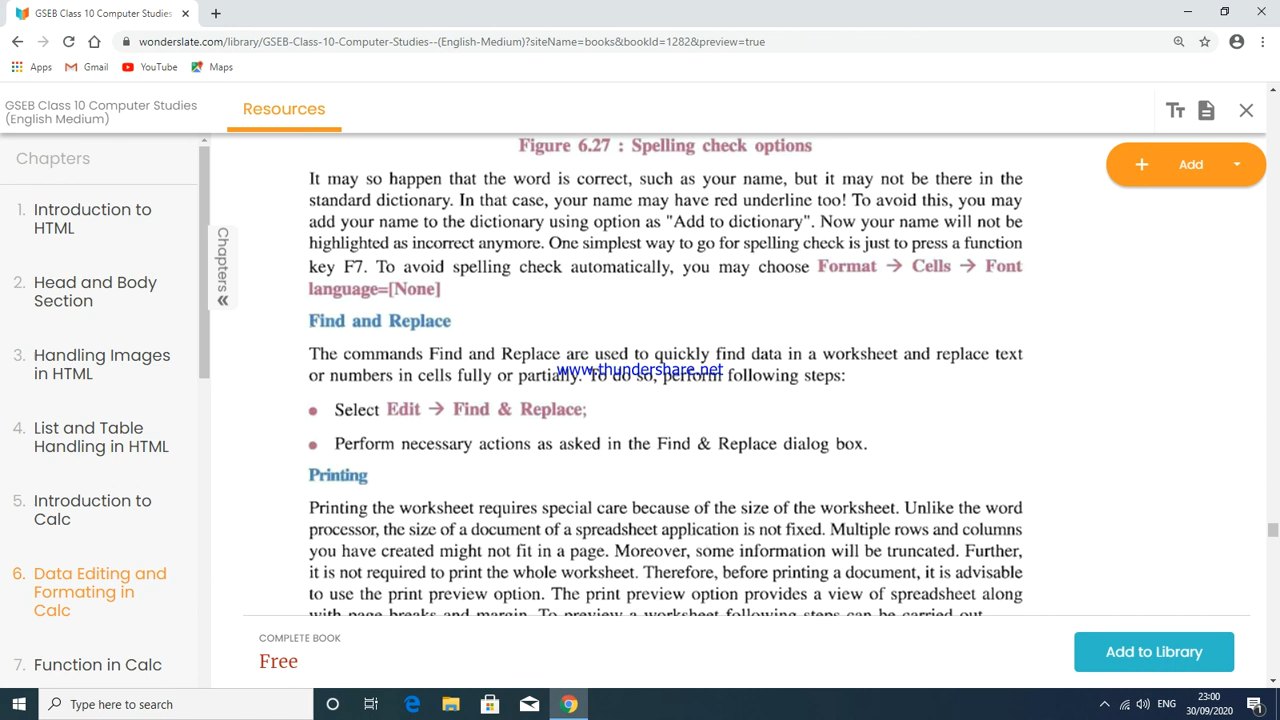 GSEB Class 10 Computer Studies
wonderslate.com/library/GSEB-Class-10-Computer-Studies--(English-Medium)?siteName=books&bookId=1282&preview=true
Apps Gmail YouTube Maps
GSEB Class 10 Computer Studies
(English Medium)
Resources
Chapters
1. Introduction to
HTML
2. Head and Body
Section
3. Handling Images
in HTML
4. List and Table
Handling in HTML
5. Introduction to
Calc
6. Data Editing and
Formating in
Calc
7. Function in Calc
Chapters
Add
Figure 6.27 : Spelling check options
It may so happen that the word is correct, such as your name, but it may not be there in the
standard dictionary. In that case, your name may have red underline too! To avoid this, you may
add your name to the dictionary using option as "Add to dictionary". Now your name will not be
highlighted as incorrect anymore. One simplest way to go for spelling check is just to press a function
key F7. To avoid spelling check automatically, you may choose Format → Cells → Font
language=[None]
Find and Replace
The commands Find and Replace are used to quickly find data in a worksheet and replace text
or numbers in cells fully or partially. To do so, perform following steps:
www.thundershare.net
• Select Edit → Find & Replace;
• Perform necessary actions as asked in the Find & Replace dialog box.
Printing
Printing the worksheet requires special care because of the size of the worksheet. Unlike the word
processor, the size of a document of a spreadsheet application is not fixed. Multiple rows and columns
you have created might not fit in a page. Moreover, some information will be truncated. Further,
it is not required to print the whole worksheet. Therefore, before printing a document, it is advisable
to use the print preview option. The print preview option provides a view of spreadsheet along
with page breaks and margin. To preview a worksheet following steps can be carried out
COMPLETE BOOK
Free
Add to Library
Type here to search
ENG
23:00
30/09/2020
1